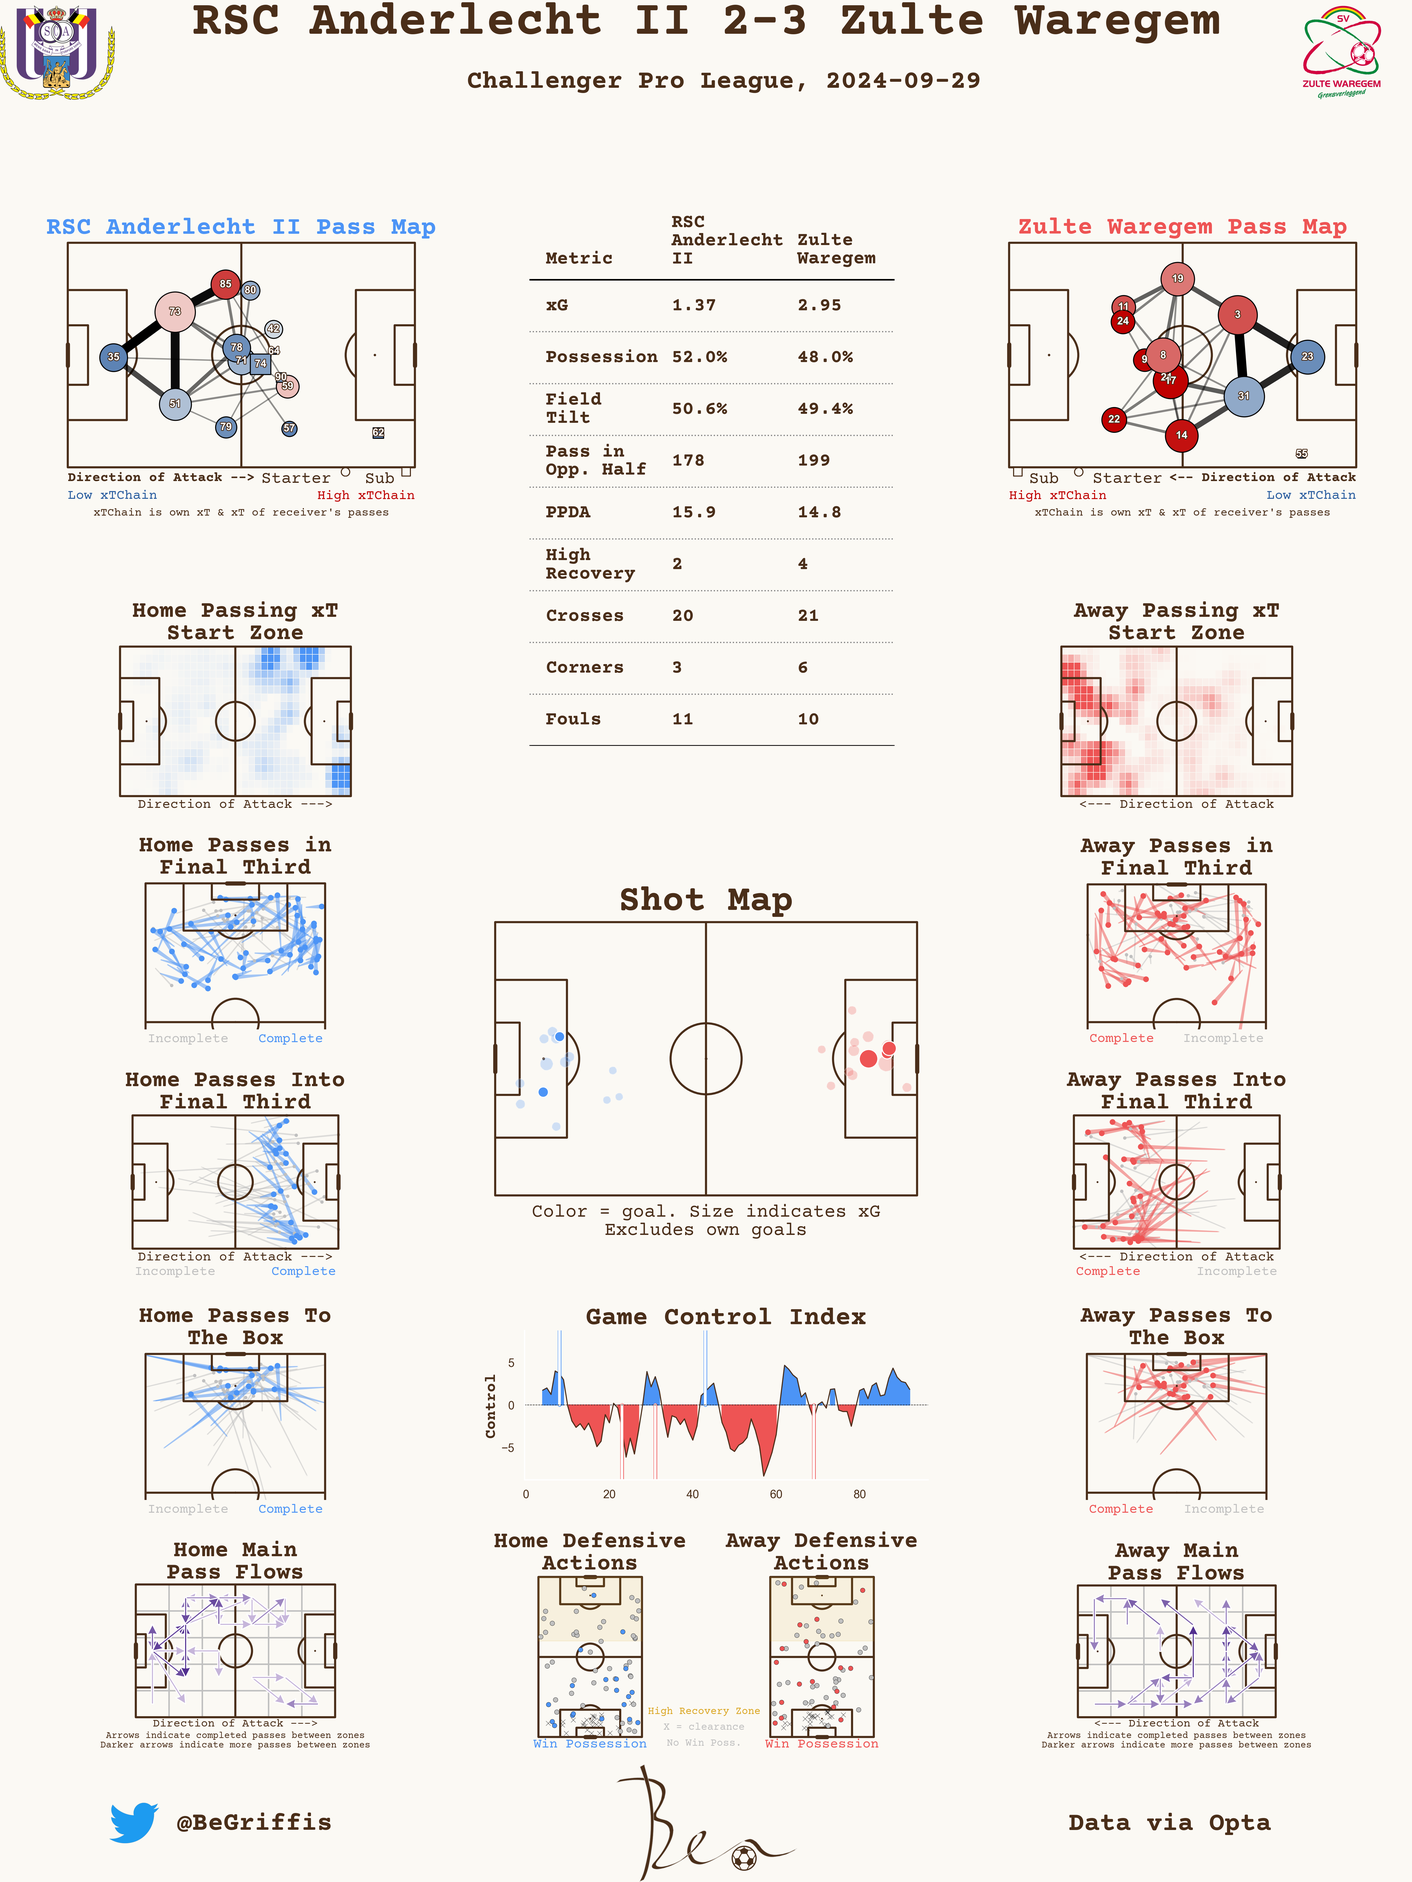 RSC Anderlecht II 2-3 Zulte Waregem
Challenger Pro League, 2024-09-29
SV
ZULTE WAREGEM
Grensverleggend
RSC Anderlecht II Pass Map
85
80
73
42
78
64
35
71
74
90
59
51
79
57
62
Direction of Attack --> Starter Sub
Low xTChain High xTChain
xTChain is own xT & xT of receiver's passes
Metric RSC Anderlecht II Zulte Waregem
xG 1.37 2.95
Possession 52.0% 48.0%
Field Tilt 50.6% 49.4%
Pass in Opp. Half 178 199
PPDA 15.9 14.8
High Recovery 2 4
Crosses 20 21
Corners 3 6
Fouls 11 10
Zulte Waregem Pass Map
19
11
24
3
9
8
23
17
31
22
14
55
Sub Starter <-- Direction of Attack
High xTChain Low xTChain
xTChain is own xT & xT of receiver's passes
Home Passing xT
Start Zone
Direction of Attack --->
Away Passing xT
Start Zone
<--- Direction of Attack
Home Passes in
Final Third
Incomplete Complete
Away Passes in
Final Third
Complete Incomplete
Shot Map
Color = goal. Size indicates xG
Excludes own goals
Home Passes Into
Final Third
Direction of Attack --->
Incomplete Complete
Away Passes Into
Final Third
<--- Direction of Attack
Complete Incomplete
Home Passes To
The Box
Incomplete Complete
Game Control Index
Control
5
0
−5
0 20 40 60 80
Away Passes To
The Box
Complete Incomplete
Home Main
Pass Flows
Direction of Attack --->
Arrows indicate completed passes between zones
Darker arrows indicate more passes between zones
Home Defensive
Actions
Win Possession
Away Defensive
Actions
Win Possession
High Recovery Zone
X = clearance
No Win Poss.
Away Main
Pass Flows
<--- Direction of Attack
Arrows indicate completed passes between zones
Darker arrows indicate more passes between zones
@BeGriffis
Ben
Data via Opta